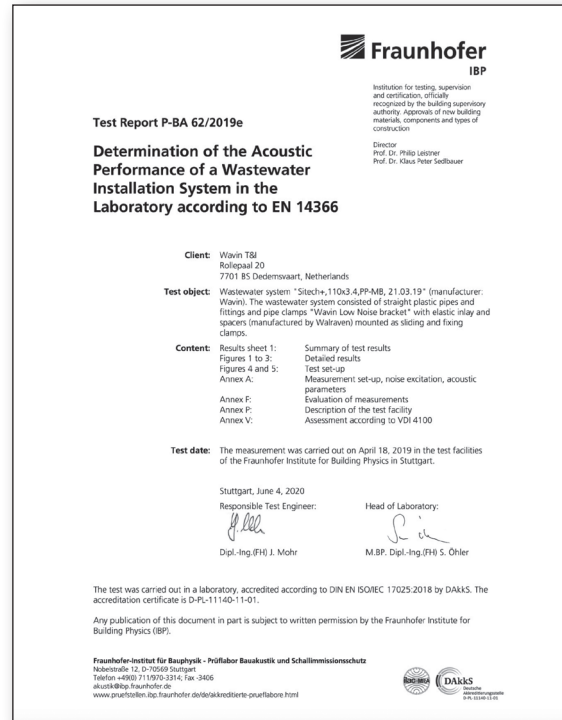 Fraunhofer
IBP
Institution for testing, supervision
and certification, officially
recognized by the building supervisory
authority. Approvals of new building
materials, components and types of
construction
Director
Prof. Dr. Philip Leistner
Prof. Dr. Klaus Peter Sedlbauer
Test Report P-BA 62/2019e
Determination of the Acoustic
Performance of a Wastewater
Installation System in the
Laboratory according to EN 14366
Client: Wavin T&I
Rollepaal 20
7701 BS Dedemsvaart, Netherlands
Test object: Wastewater system "Sitech+,110x3.4,PP-MB, 21.03.19" (manufacturer:
Wavin). The wastewater system consisted of straight plastic pipes and
fittings and pipe clamps "Wavin Low Noise bracket" with elastic inlay and
spacers (manufactured by Walraven) mounted as sliding and fixing
clamps.
Content: Results sheet 1: Summary of test results
Figures 1 to 3: Detailed results
Figures 4 and 5: Test set-up
Annex A: Measurement set-up, noise excitation, acoustic
parameters
Annex F: Evaluation of measurements
Annex P: Description of the test facility
Annex V: Assessment according to VDI 4100
Test date: The measurement was carried out on April 18, 2019 in the test facilities
of the Fraunhofer Institute for Building Physics in Stuttgart.
Stuttgart, June 4, 2020
Responsible Test Engineer: Head of Laboratory:
Dipl.-Ing.(FH) J. Mohr M.BP. Dipl.-Ing.(FH) S. Öhler
The test was carried out in a laboratory, accredited according to DIN EN ISO/IEC 17025:2018 by DAkkS. The
accreditation certificate is D-PL-11140-11-01.
Any publication of this document in part is subject to written permission by the Fraunhofer Institute for
Building Physics (IBP).
Fraunhofer-Institut für Bauphysik - Prüflabor Bauakustik und Schallimmissionsschutz
Nobelstraße 12, D-70569 Stuttgart
Telefon +49(0) 711/970-3314; Fax -3406
akustik@ibp.fraunhofer.de
www.pruefstellen.ibp.fraunhofer.de/de/akkreditierte-prueflabore.html
DAkkS
Deutsche
Akkreditierungsstelle
D-PL-11140-11-01